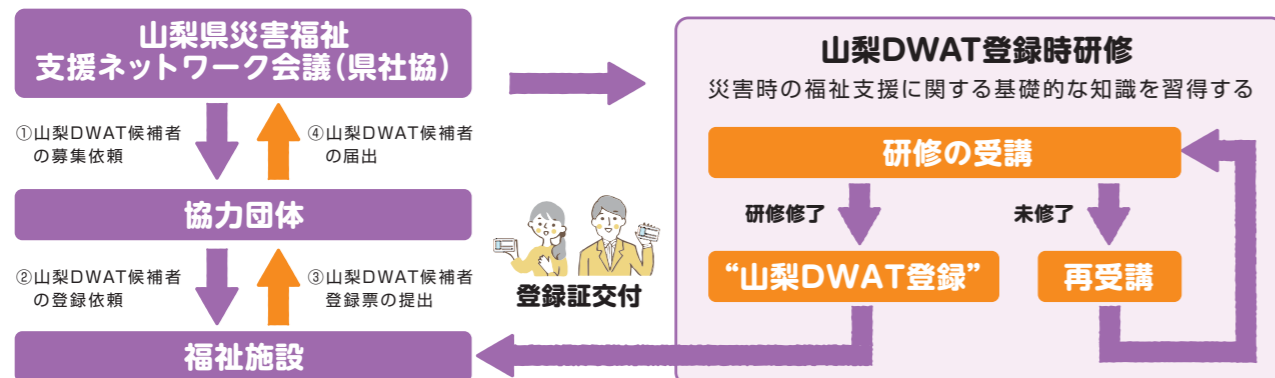 山梨県災害福祉
支援ネットワーク会議（県社協）
①山梨DWAT候補者
の募集依頼
④山梨DWAT候補者
の届出
協力団体
②山梨DWAT候補者
の登録依頼
③山梨DWAT候補者
登録票の提出
福祉施設
登録証交付
山梨DWAT登録時研修
災害時の福祉支援に関する基礎的な知識を習得する
研修の受講
研修修了
未修了
“山梨DWAT登録”
再受講